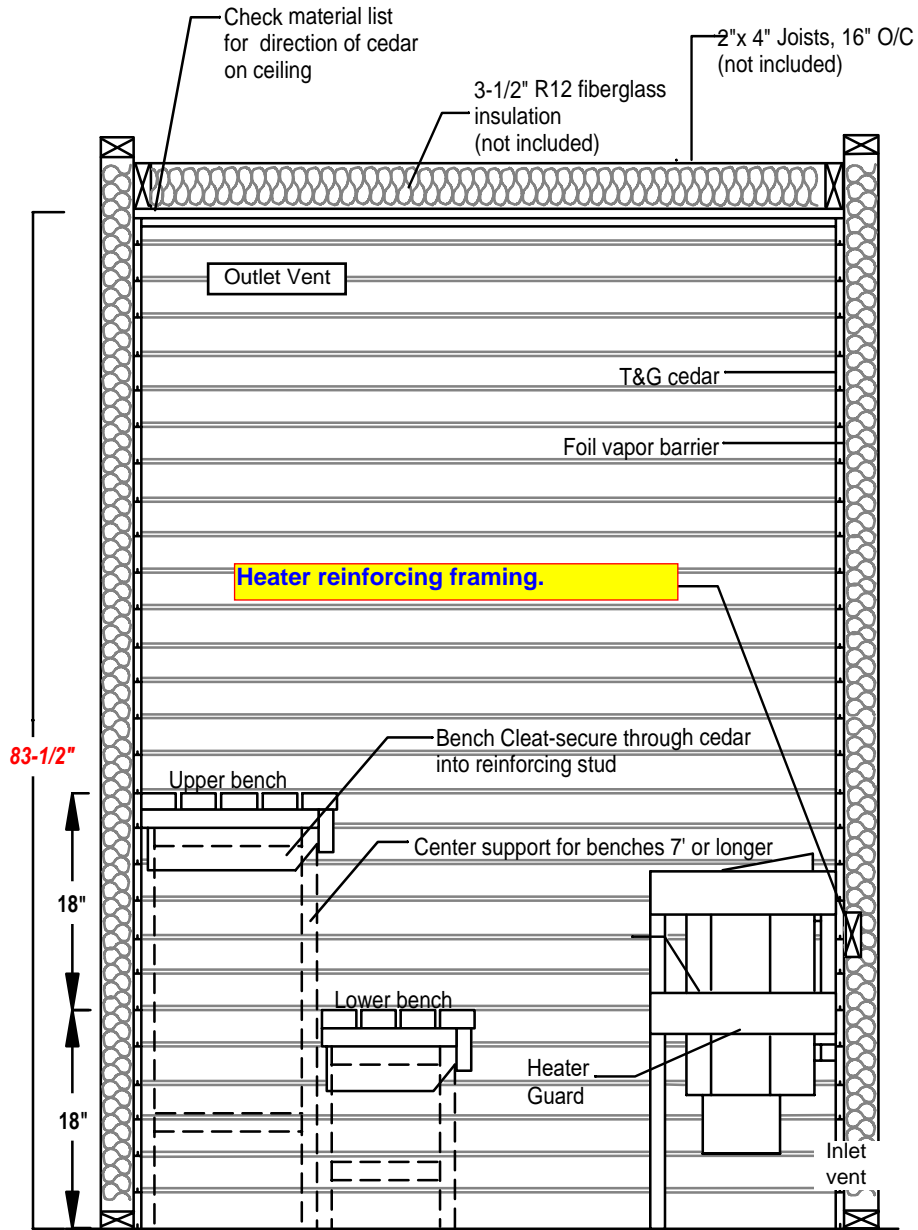 Check material list
for direction of cedar
on ceiling
2"x 4" Joists, 16" O/C
(not included)
3-1/2" R12 fiberglass
insulation
(not included)
Outlet Vent
T&G cedar
Foil vapor barrier
Heater reinforcing framing.
83-1/2"
Bench Cleat-secure through cedar
into reinforcing stud
Upper bench
Center support for benches 7' or longer
18"
Lower bench
Heater
Guard
18"
Inlet
vent